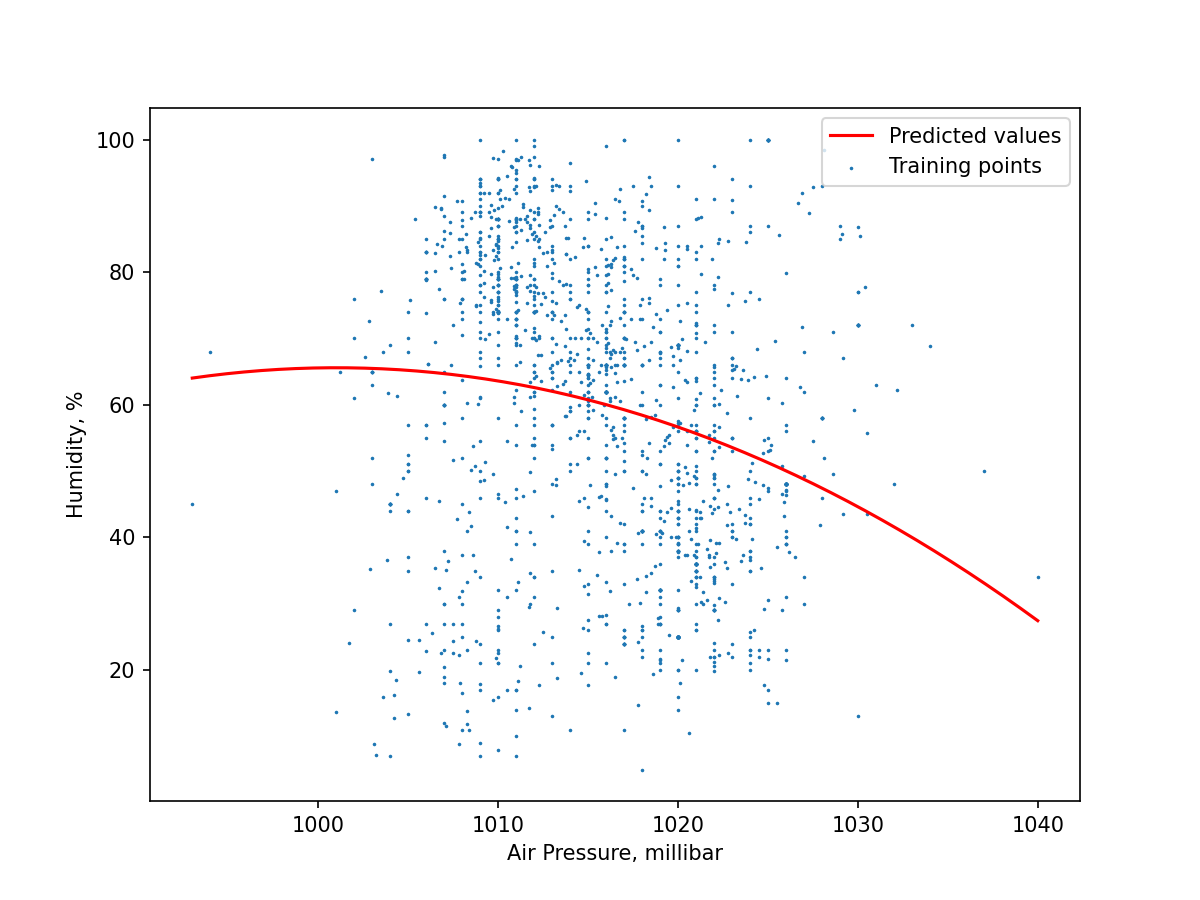 Predicted values
Training points
100
80
60
40
20
Humidity, %
1000 1010 1020 1030 1040
Air Pressure, millibar